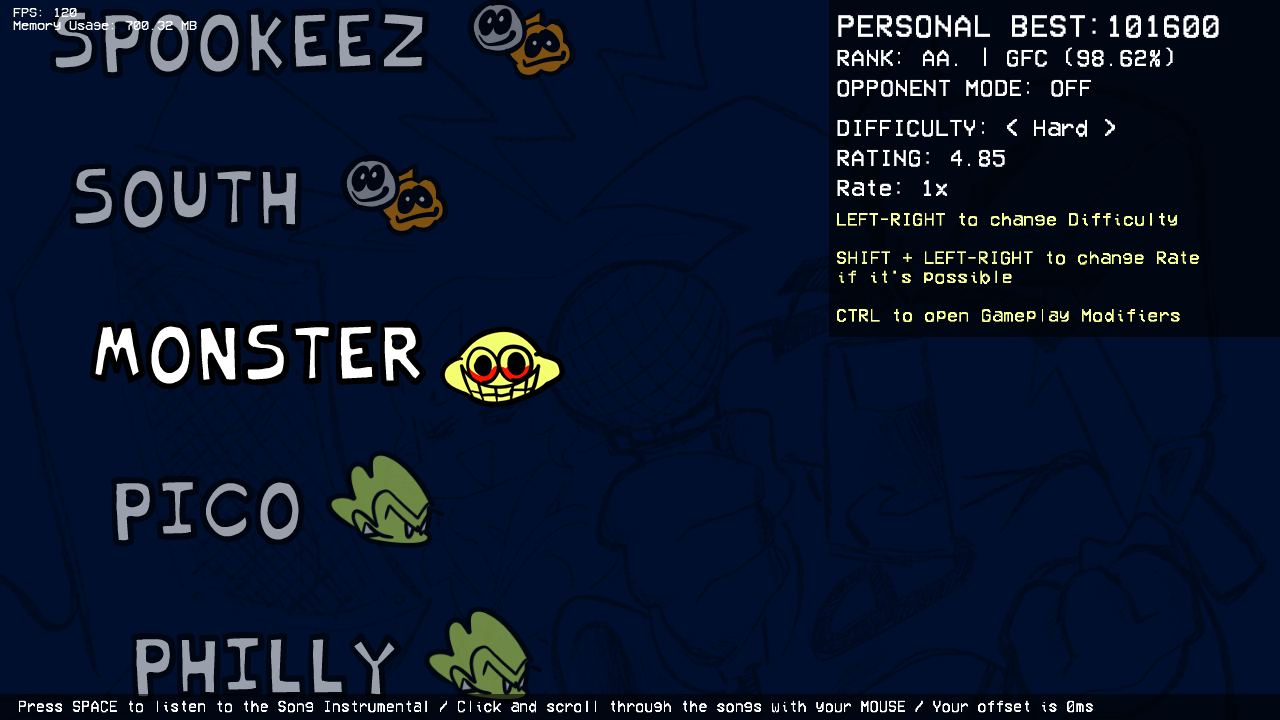 FPS: 120
Memory Usage: 700.32 MB
SPOOKEEZ
SOUTH
MONSTER
PICO
PHILLY
PERSONAL BEST:101600
RANK: AA. | GFC (98.62%)
OPPONENT MODE: OFF
DIFFICULTY: < Hard >
RATING: 4.85
Rate: 1x
LEFT-RIGHT to change Difficulty
SHIFT + LEFT-RIGHT to change Rate
if it's possible
CTRL to open Gameplay Modifiers
Press SPACE to listen to the Song Instrumental / Click and scroll through the songs with your MOUSE / Your offset is 0ms